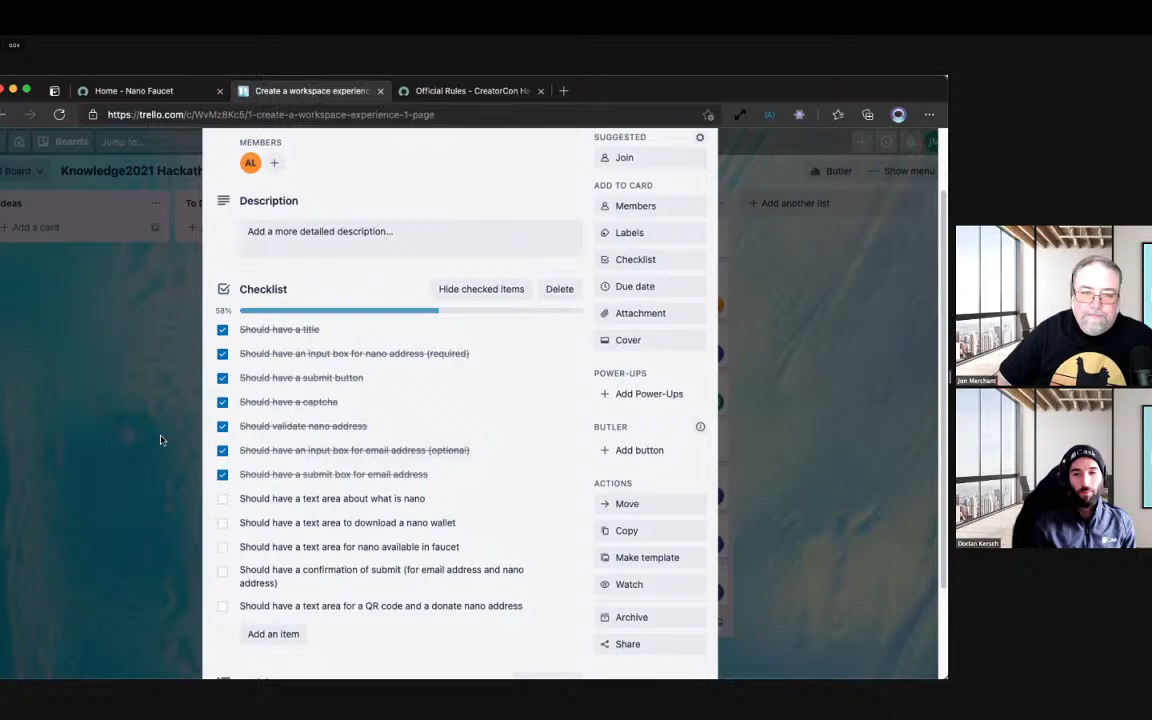 Home - Nano Faucet
Create a workspace experienc
Official Rules - CreatorCon Ha
https://trello.com/c/WvMz8Kc5/1-create-a-workspace-experience-1-page
Boards
Jump to...
Board
Knowledge2021 Hackath
Butler
Show menu
deas
To D
Add a card
Add another list
MEMBERS
AL
Description
Add a more detailed description...
Checklist
Hide checked items
Delete
58%
Should have a title
Should have an input box for nano address (required)
Should have a submit button
Should have a captcha
Should validate nano address
Should have an input box for email address (optional)
Should have a submit box for email address
Should have a text area about what is nano
Should have a text area to download a nano wallet
Should have a text area for nano available in faucet
Should have a confirmation of submit (for email address and nano
address)
Should have a text area for a QR code and a donate nano address
Add an item
SUGGESTED
Join
ADD TO CARD
Members
Labels
Checklist
Due date
Attachment
Cover
POWER-UPS
Add Power-Ups
BUTLER
Add button
ACTIONS
Move
Copy
Make template
Watch
Archive
Share
Jon Merchant
Cask
Dorian Kersch